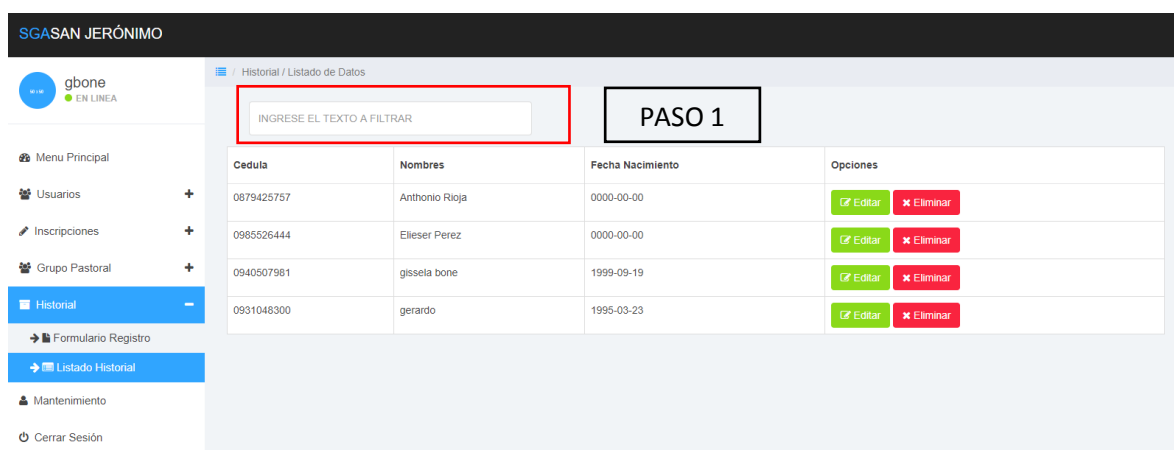 SGASAN JERÓNIMO
gbone
EN LINEA
Menu Principal
Usuarios +
Inscripciones +
Grupo Pastoral +
Historial −
Formulario Registro
Listado Historial
Mantenimiento
Cerrar Sesión
/ Historial / Listado de Datos
INGRESE EL TEXTO A FILTRAR
PASO 1
Cedula Nombres Fecha Nacimiento Opciones
0879425757 Anthonio Rioja 0000-00-00 Editar Eliminar
0985526444 Elieser Perez 0000-00-00 Editar Eliminar
0940507981 gissela bone 1999-09-19 Editar Eliminar
0931048300 gerardo 1995-03-23 Editar Eliminar